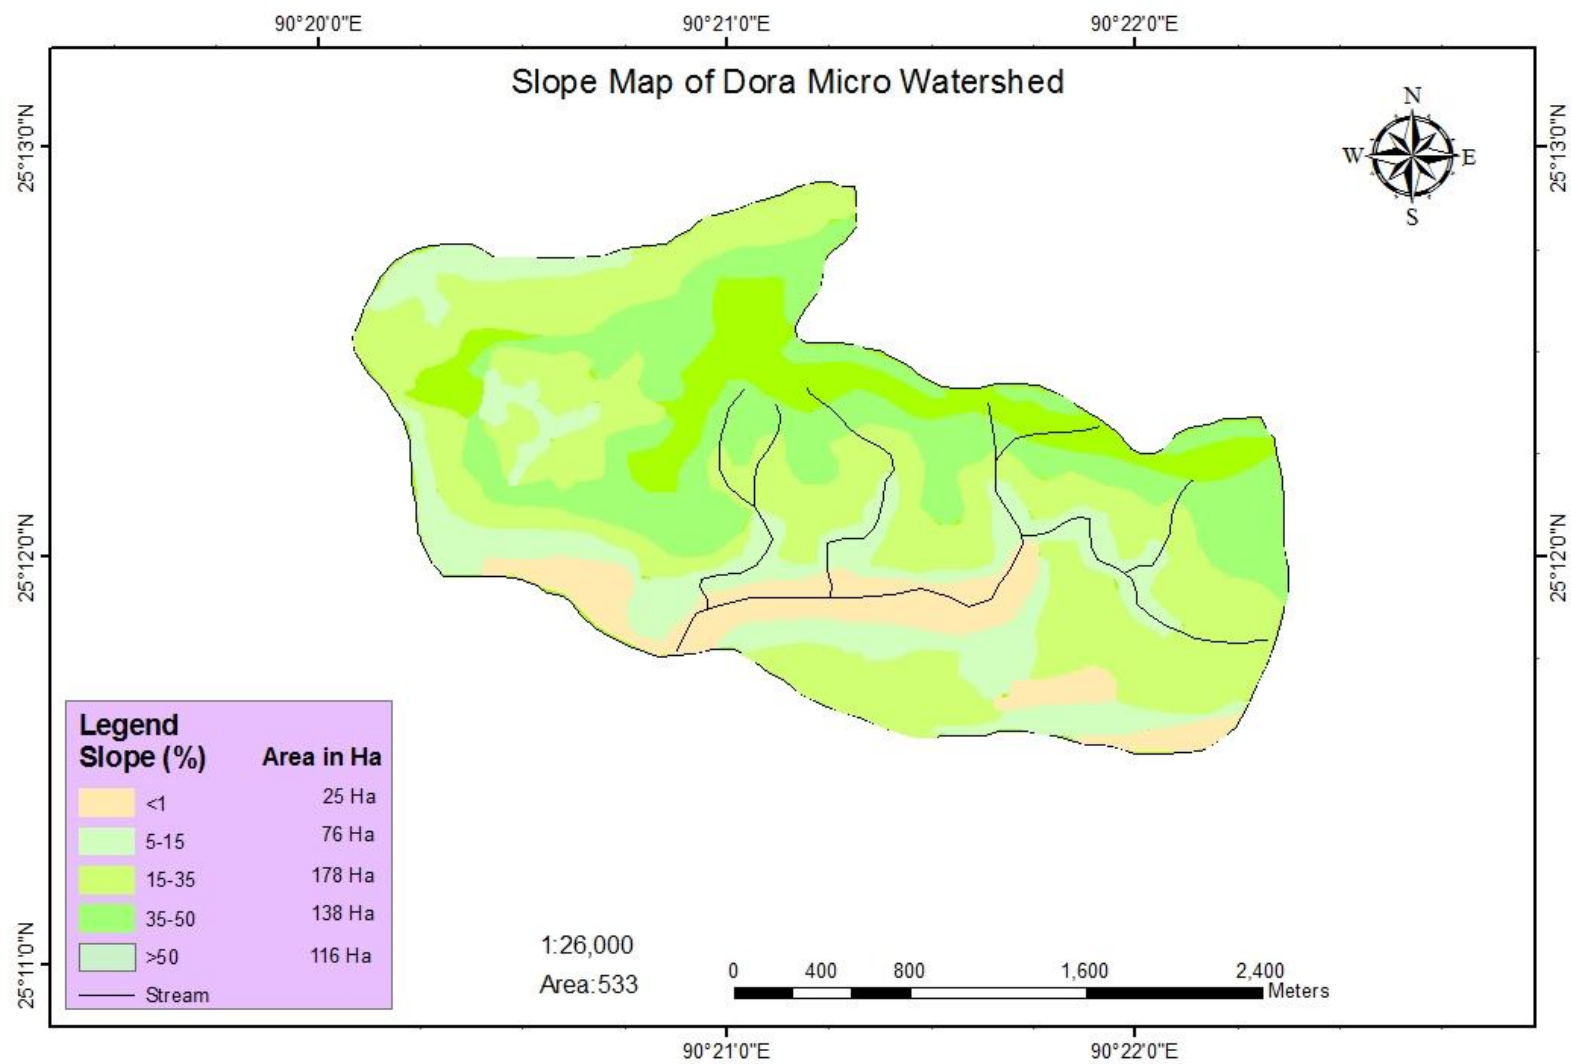 90°20'0"E 90°21'0"E 90°22'0"E
Slope Map of Dora Micro Watershed
N
W E
S
25°13'0"N 25°13'0"N
25°12'0"N 25°12'0"N
25°11'0"N 25°11'0"N
Legend
Slope (%) Area in Ha
<1 25 Ha
5-15 76 Ha
15-35 178 Ha
35-50 138 Ha
>50 116 Ha
Stream
1:26,000
Area:533
0 400 800 1,600 2,400
Meters
90°21'0"E 90°22'0"E